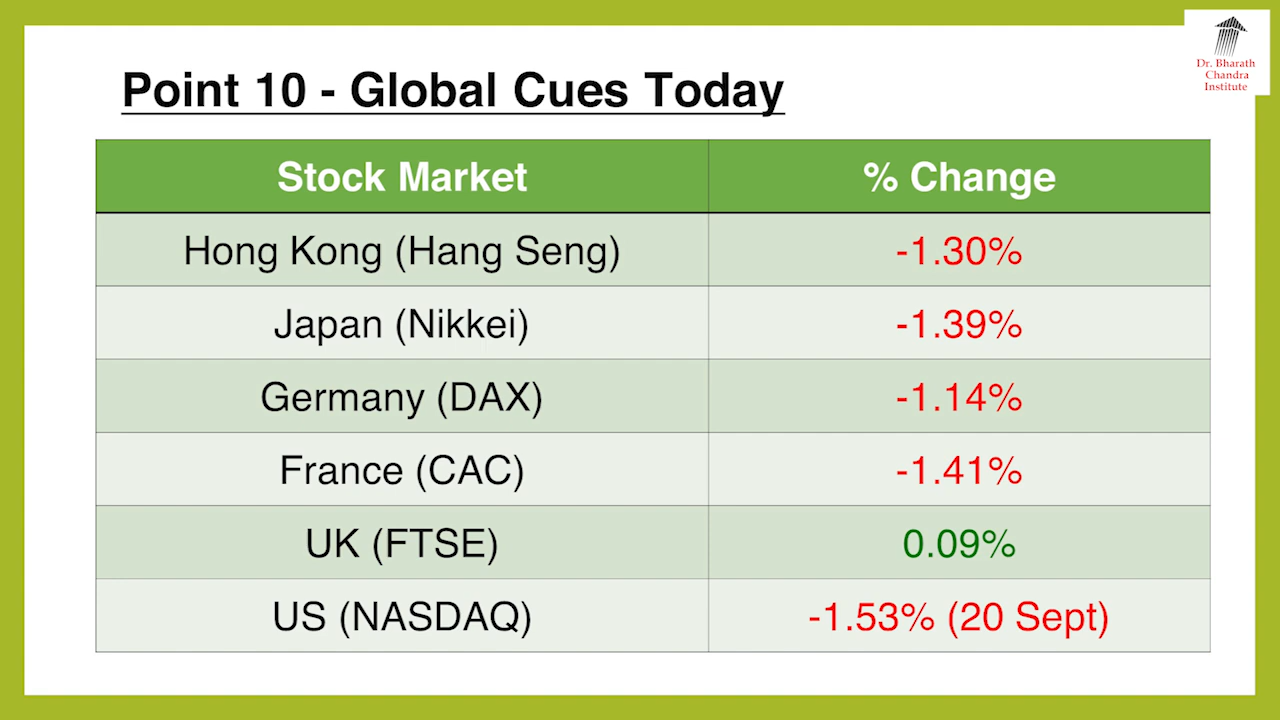 Dr. Bharath
Chandra
Institute
Point 10 - Global Cues Today
Stock Market % Change
Hong Kong (Hang Seng) -1.30%
Japan (Nikkei) -1.39%
Germany (DAX) -1.14%
France (CAC) -1.41%
UK (FTSE) 0.09%
US (NASDAQ) -1.53% (20 Sept)